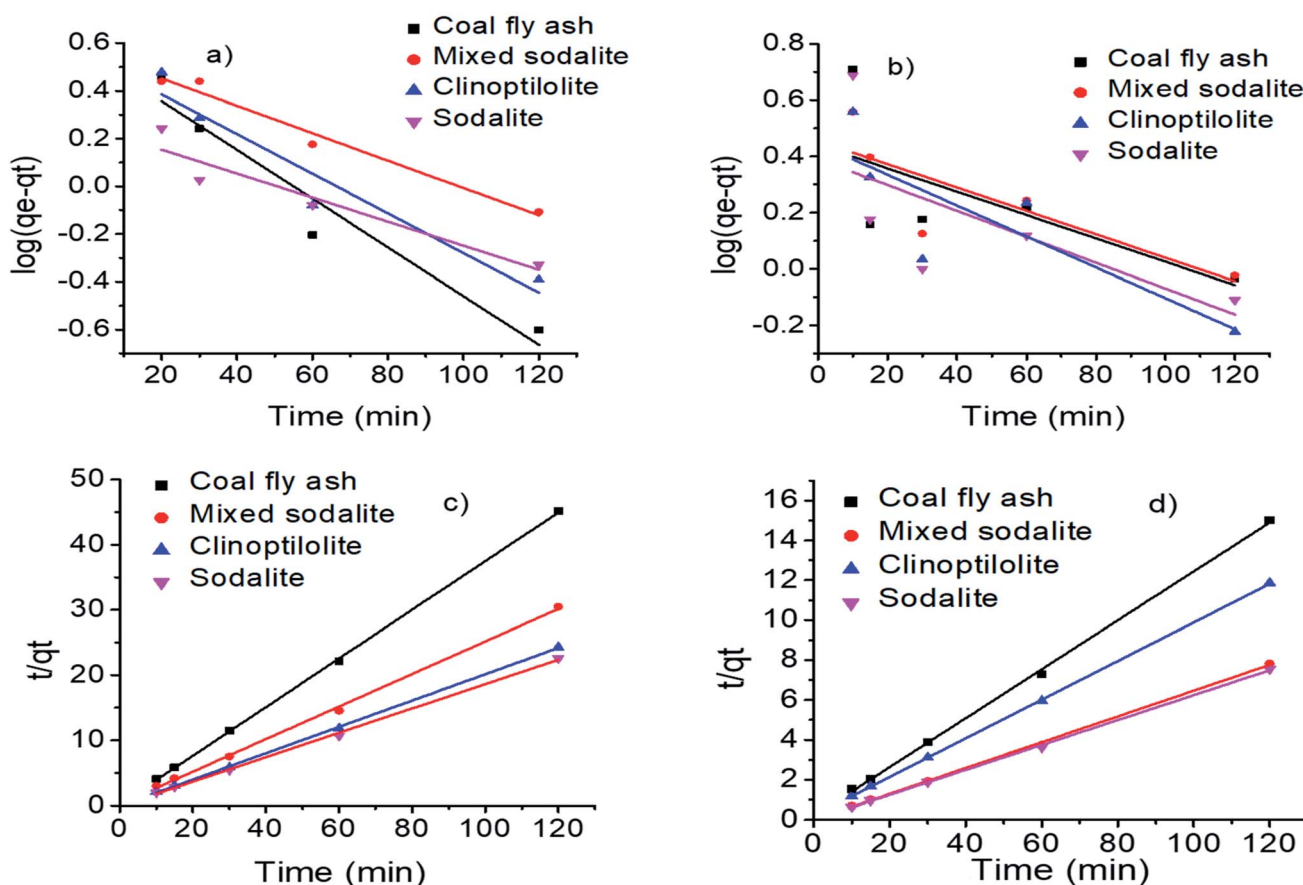 a)
Coal fly ash
Mixed sodalite
Clinoptilolite
Sodalite
0.6
0.4
0.2
0.0
-0.2
-0.4
-0.6
log(qe-qt)
20 40 60 80 100 120
Time (min)
b)
Coal fly ash
Mixed sodalite
Clinoptilolite
Sodalite
0.8
0.6
0.4
0.2
0.0
-0.2
log(qe-qt)
0 20 40 60 80 100 120
Time (min)
c)
Coal fly ash
Mixed sodalite
Clinoptilolite
Sodalite
50
40
30
20
10
0
t/qt
0 20 40 60 80 100 120
Time (min)
d)
Coal fly ash
Mixed sodalite
Clinoptilolite
Sodalite
16
14
12
10
8
6
4
2
0
t/qt
0 20 40 60 80 100 120
Time (min)